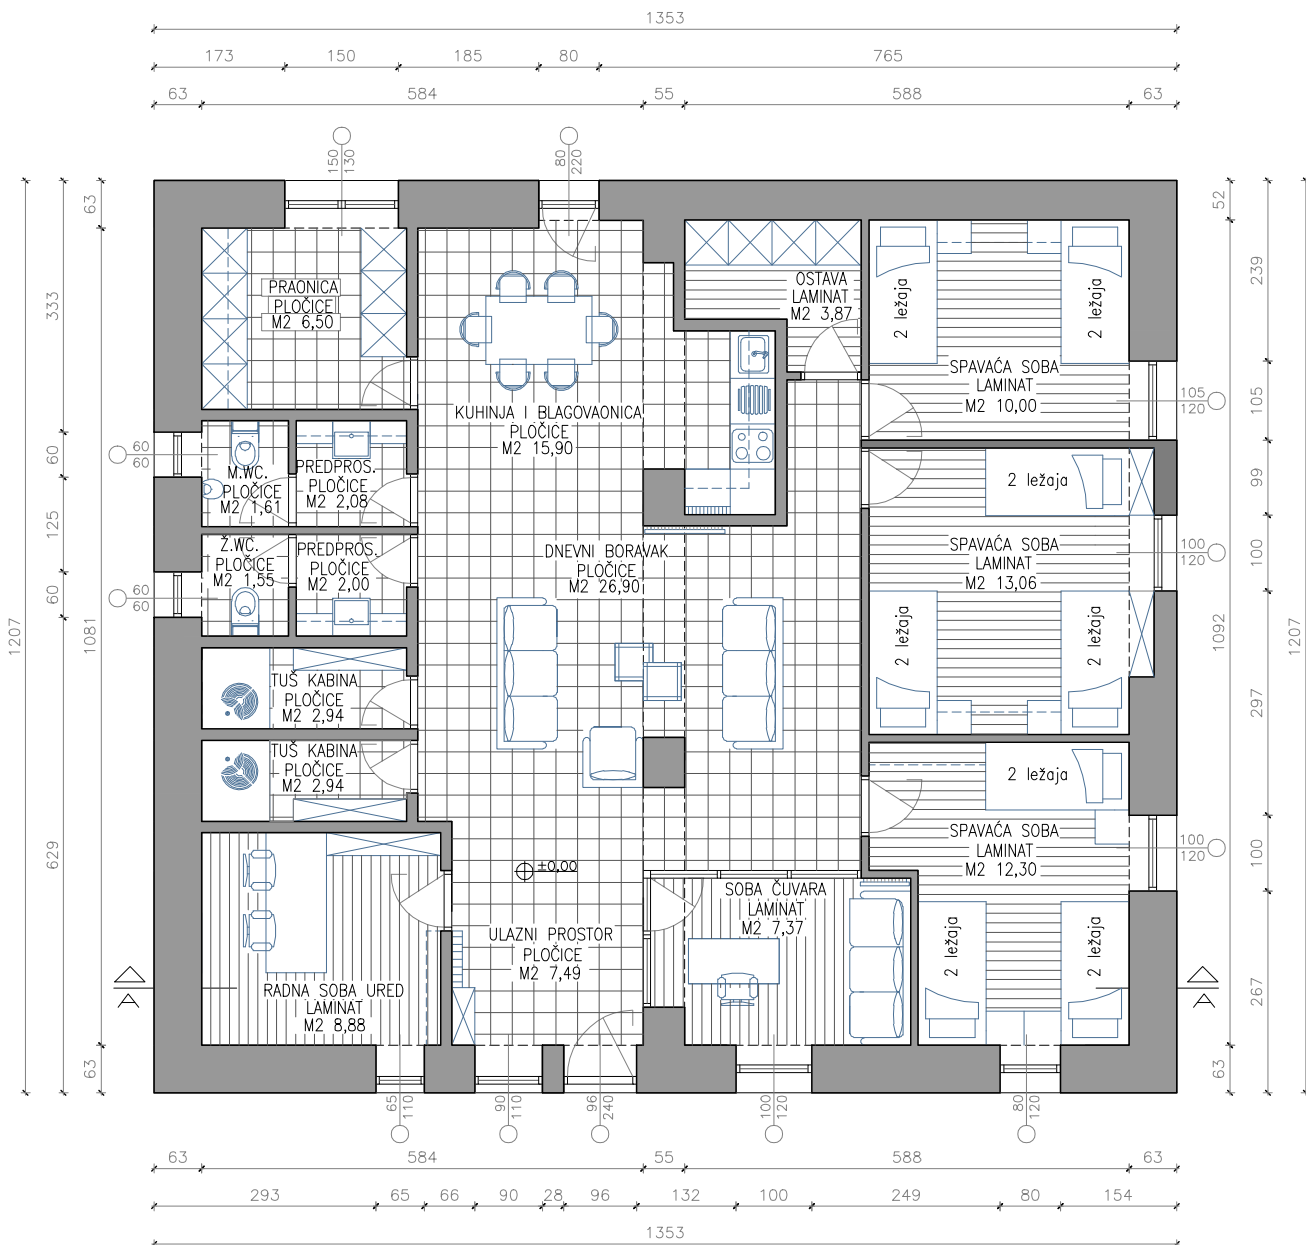 1353
173 150 185 80 765
63 584 55 588 63
150
130
80
220
63
333
60
125
60
629
63
1081
1207
52
239
105
99
100
297
100
267
63
1092
1207
PRAONICA
PLOČICE
M2 6,50
OSTAVA
LAMINAT
M2 3,87
2 ležaja
2 ležaja
SPAVAĆA SOBA
LAMINAT
M2 10,00
105
120
KUHINJA I BLAGOVAONICA
PLOČICE
M2 15,90
60
60
M.WC.
PLOČICE
M2 1,61
PREDPROS.
PLOČICE
M2 2,08
2 ležaja
Ž.WC.
PLOČICE
M2 1,55
PREDPROS.
PLOČICE
M2 2,00
60
60
DNEVNI BORAVAK
PLOČICE
M2 26,90
SPAVAĆA SOBA
LAMINAT
M2 13,06
100
120
2 ležaja
2 ležaja
TUŠ KABINA
PLOČICE
M2 2,94
TUŠ KABINA
PLOČICE
M2 2,94
2 ležaja
SPAVAĆA SOBA
LAMINAT
M2 12,30
100
120
±0,00
SOBA ČUVARA
LAMINAT
M2 7,37
2 ležaja
2 ležaja
ULAZNI PROSTOR
PLOČICE
M2 7,49
RADNA SOBA URED
LAMINAT
M2 8,88
A
A
65
110
90
110
96
240
100
120
80
120
63 584 55 588 63
293 65 66 90 28 96 132 100 249 80 154
1353